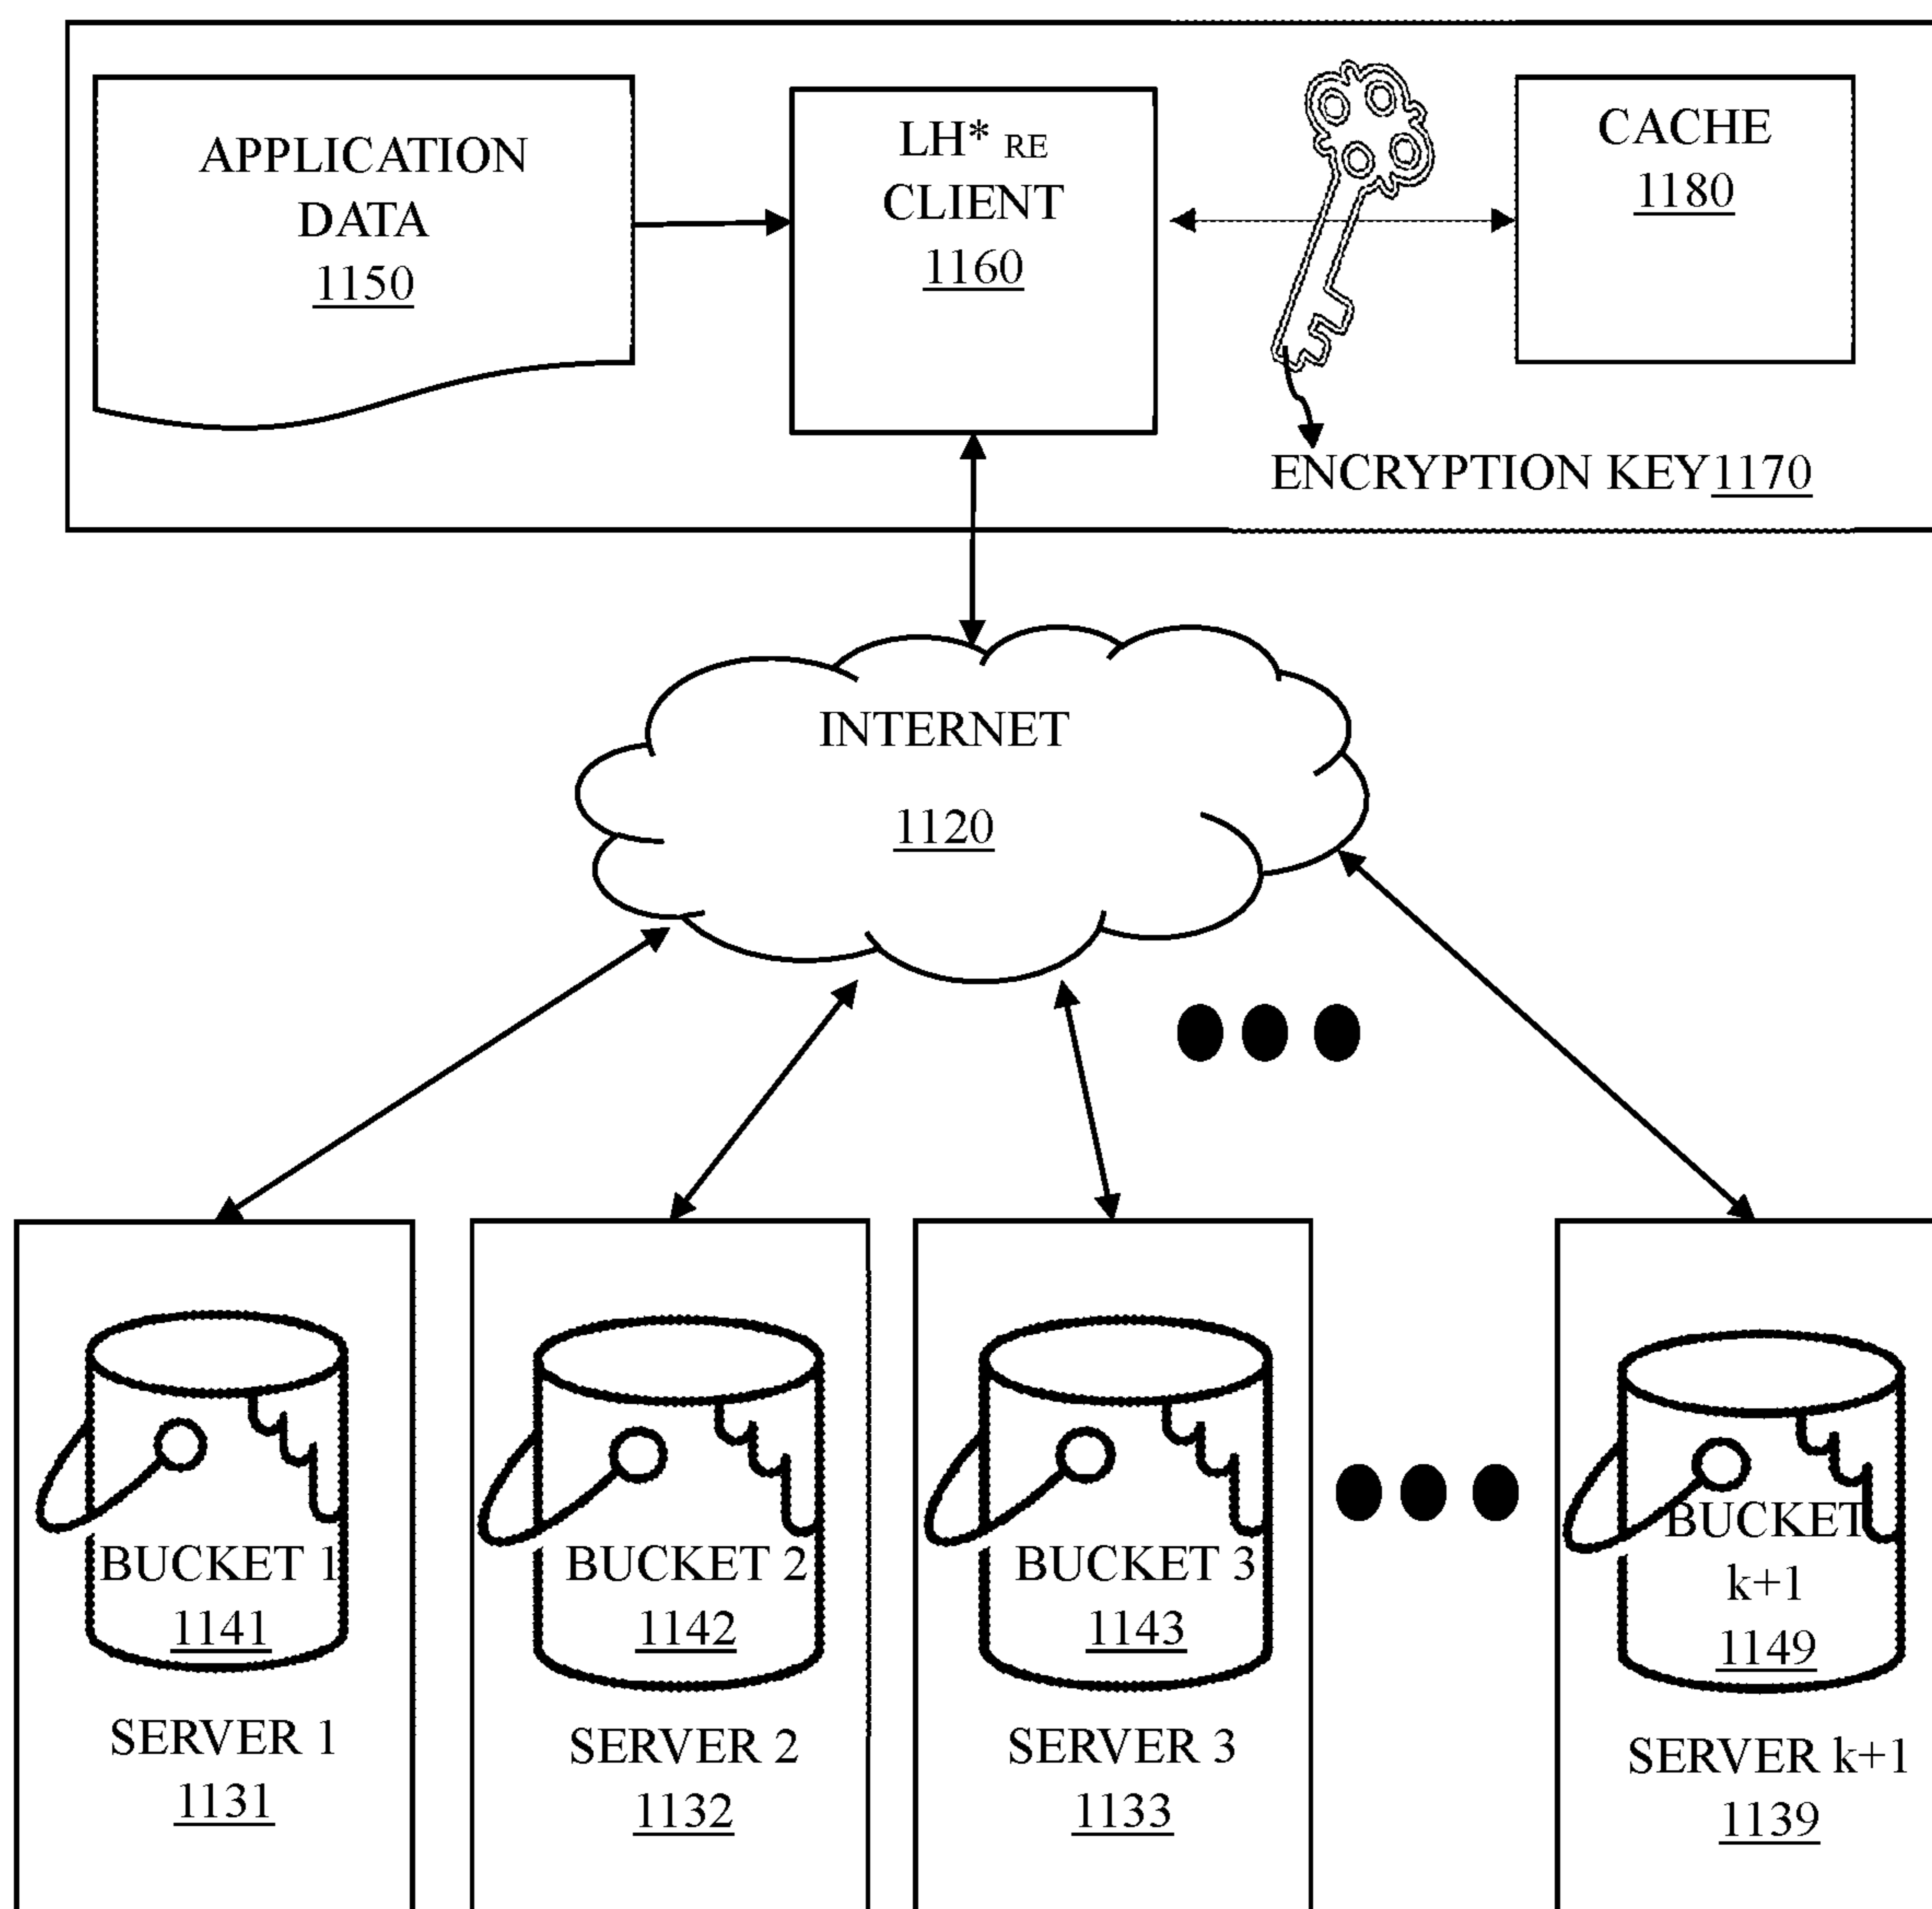 APPLICATION
DATA
1150
LH* RE
CLIENT
1160
CACHE
1180
ENCRYPTION KEY1170
INTERNET
1120
BUCKET 1
1141
SERVER 1
1131
BUCKET 2
1142
SERVER 2
1132
BUCKET 3
1143
SERVER 3
1133
BUCKET
k+1
1149
SERVER k+1
1139